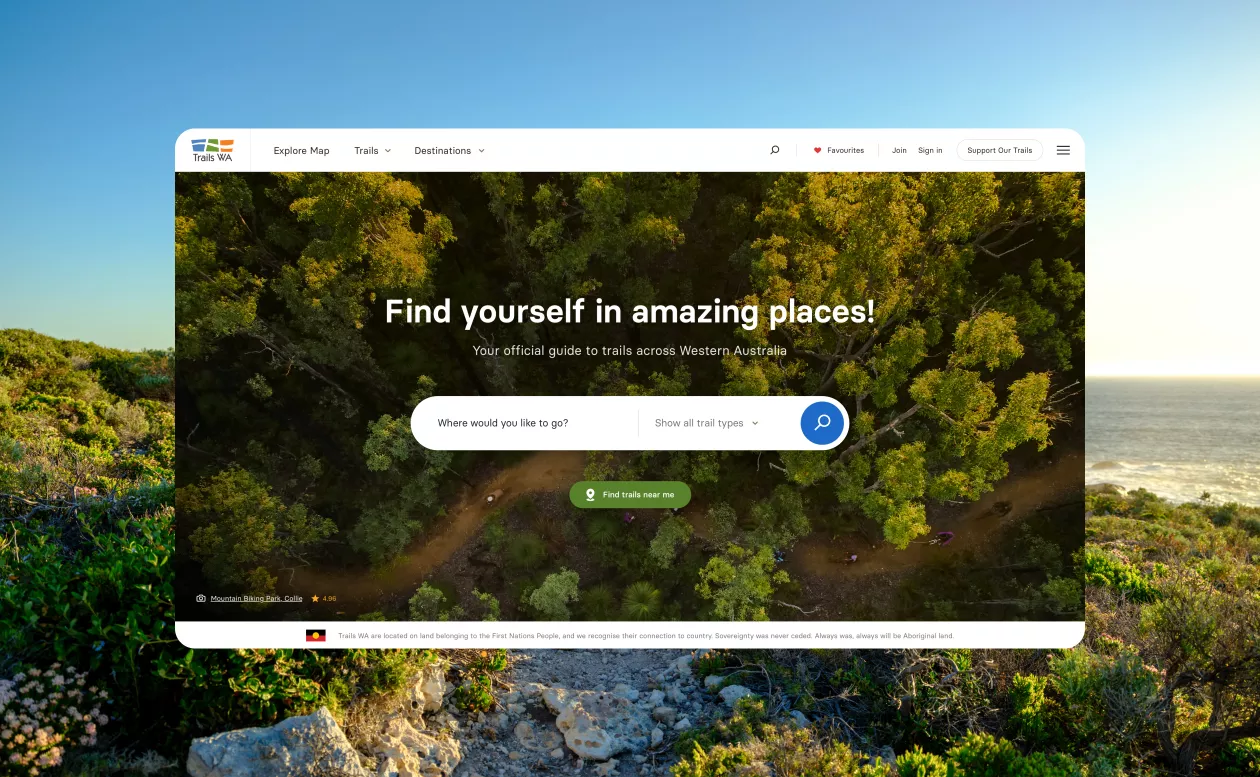 Trails WA
Explore Map
Trails
Destinations
Favourites
Join
Sign in
Support Our Trails
Find yourself in amazing places!
Your official guide to trails across Western Australia
Where would you like to go?
Show all trail types
Find trails near me
Mountain Biking Park, Collie
4.96
Trails WA are located on land belonging to the First Nations People, and we recognise their connection to country. Sovereignty was never ceded. Always was, always will be Aboriginal land.